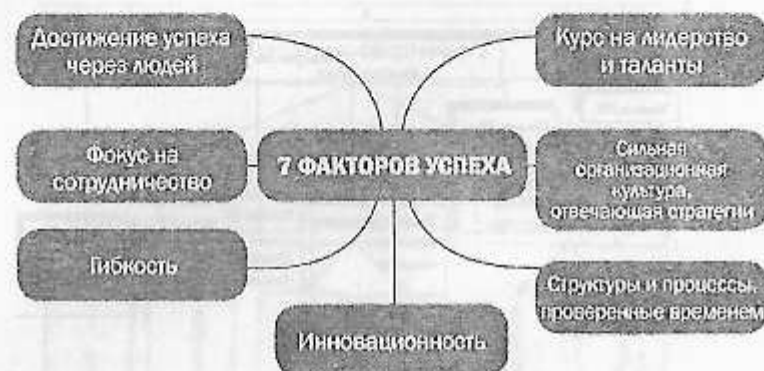 Достижение успеха
через людей
Курс на лидерство
и таланты
Фокус на
сотрудничество
7 ФАКТОРОВ УСПЕХА
Сильная
организационная
культура,
отвечающая стратегии
Гибкость
Структуры и процессы,
проверенные временем
Инновационность